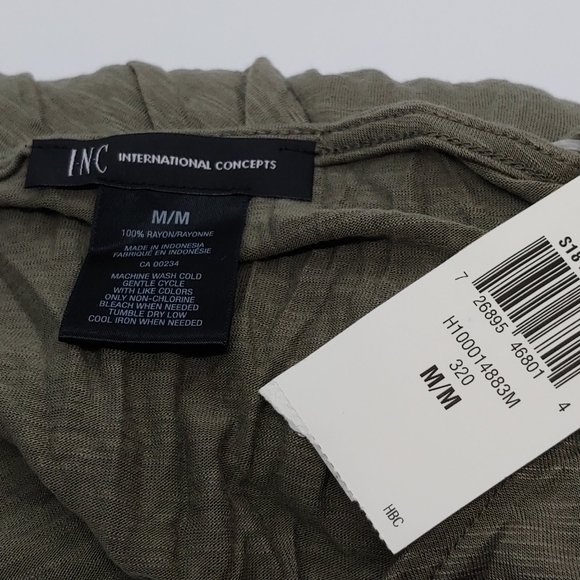 I·N·C INTERNATIONAL CONCEPTS
M/M
100% RAYON/RAYONNE
MADE IN INDONESIA
FABRIQUÉ EN INDONÉSIE
CA 00234
MACHINE WASH COLD
GENTLE CYCLE
WITH LIKE COLORS
ONLY NON-CHLORINE
BLEACH WHEN NEEDED
TUMBLE DRY LOW
COOL IRON WHEN NEEDED
S18
7 26895 46801 4
H100014883M
320
M/M
HBC